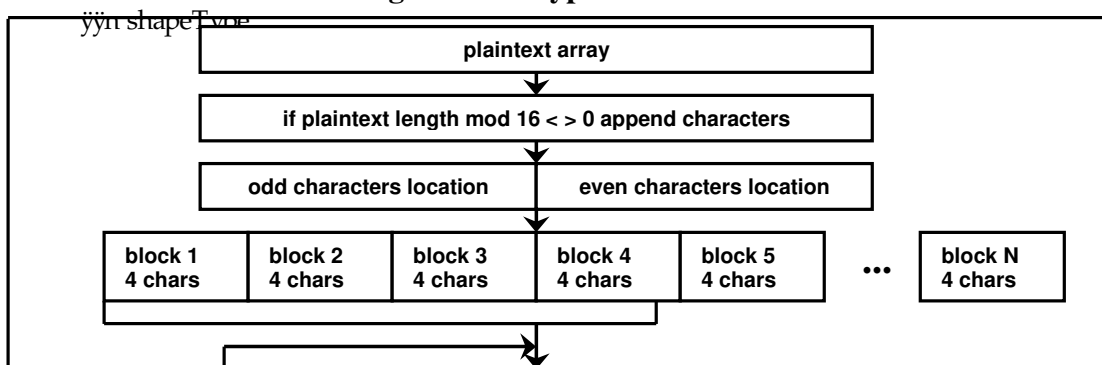 ÿÿn shapeType
plaintext array
if plaintext length mod 16 < > 0 append characters
odd characters location even characters location
block 1 block 2 block 3 block 4 block 5 ••• block N
4 chars 4 chars 4 chars 4 chars 4 chars 4 chars